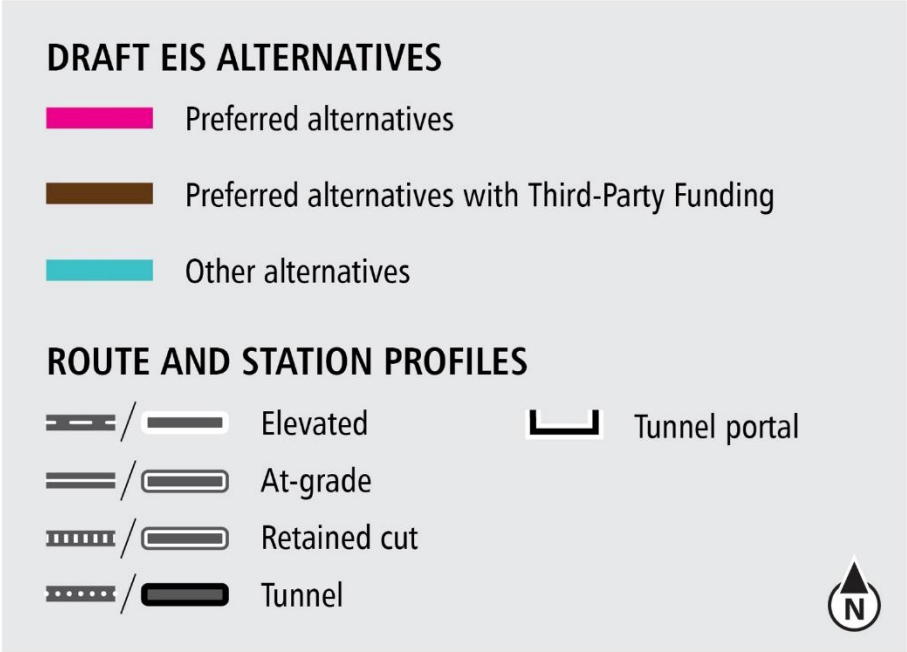 DRAFT EIS ALTERNATIVES
Preferred alternatives
Preferred alternatives with Third-Party Funding
Other alternatives
ROUTE AND STATION PROFILES
Elevated
Tunnel portal
At-grade
Retained cut
Tunnel
N